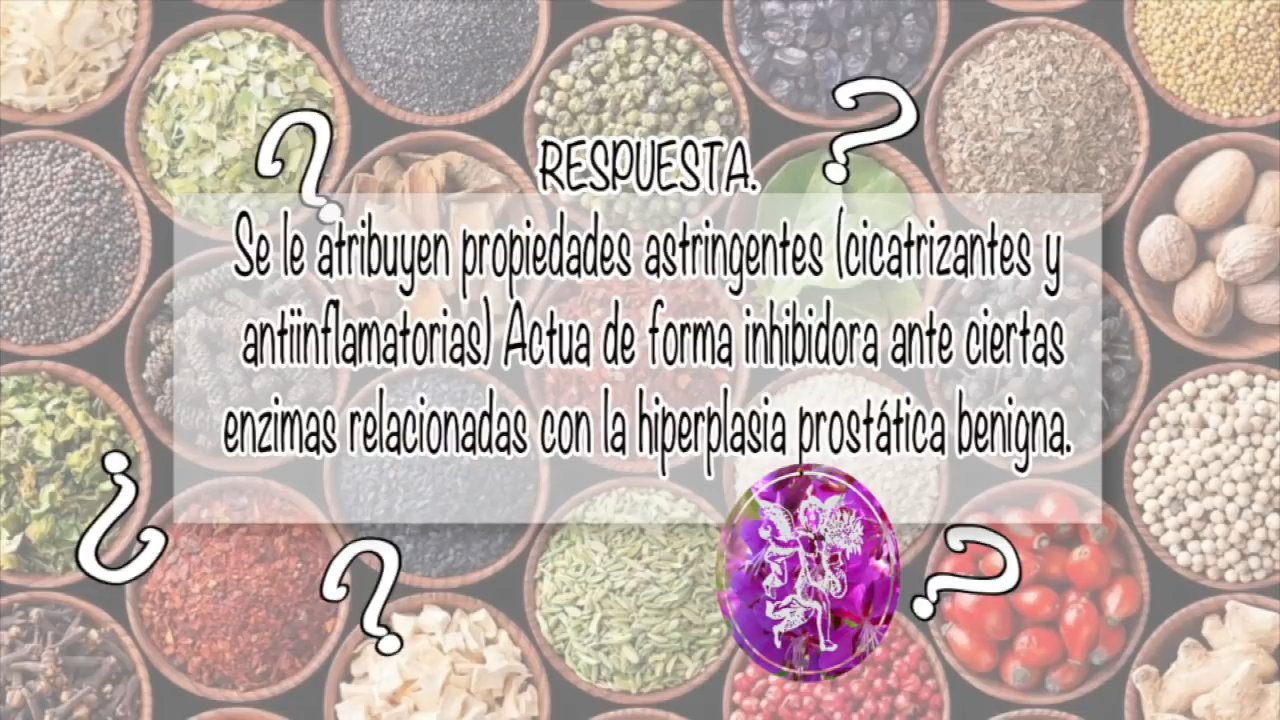 RESPUESTA.
Se le atribuyen propiedades astringentes (cicatrizantes y
antiinflamatorias) Actua de forma inhibidora ante ciertas
enzimas relacionadas con la hiperplasia prostática benigna.